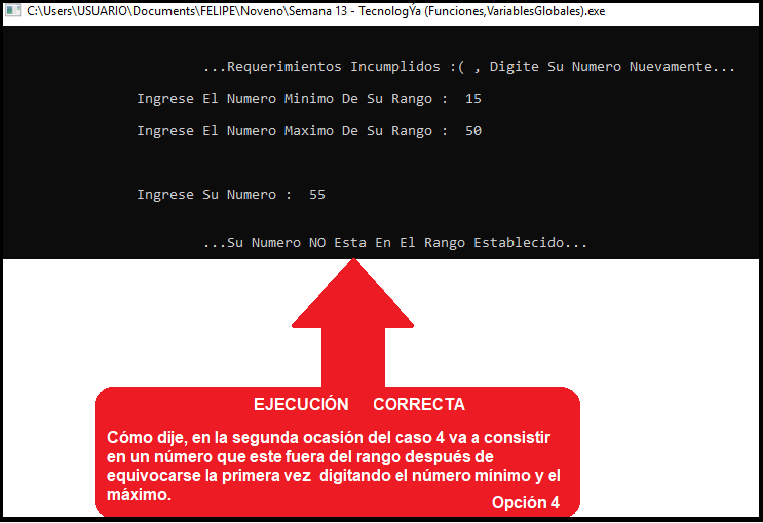 C:\Users\USUARIO\Documents\FELIPE\Noveno\Semana 13 - TecnologÝa (Funciones,VariablesGlobales).exe
...Requerimientos Incumplidos :( , Digite Su Numero Nuevamente...
Ingrese El Numero Minimo De Su Rango :  15
Ingrese El Numero Maximo De Su Rango :  50
Ingrese Su Numero :  55
...Su Numero NO Esta En El Rango Establecido...
EJECUCIÓN CORRECTA
Cómo dije, en la segunda ocasión del caso 4 va a consistir
en un número que este fuera del rango después de
equivocarse la primera vez digitando el número mínimo y el
máximo.
Opción 4